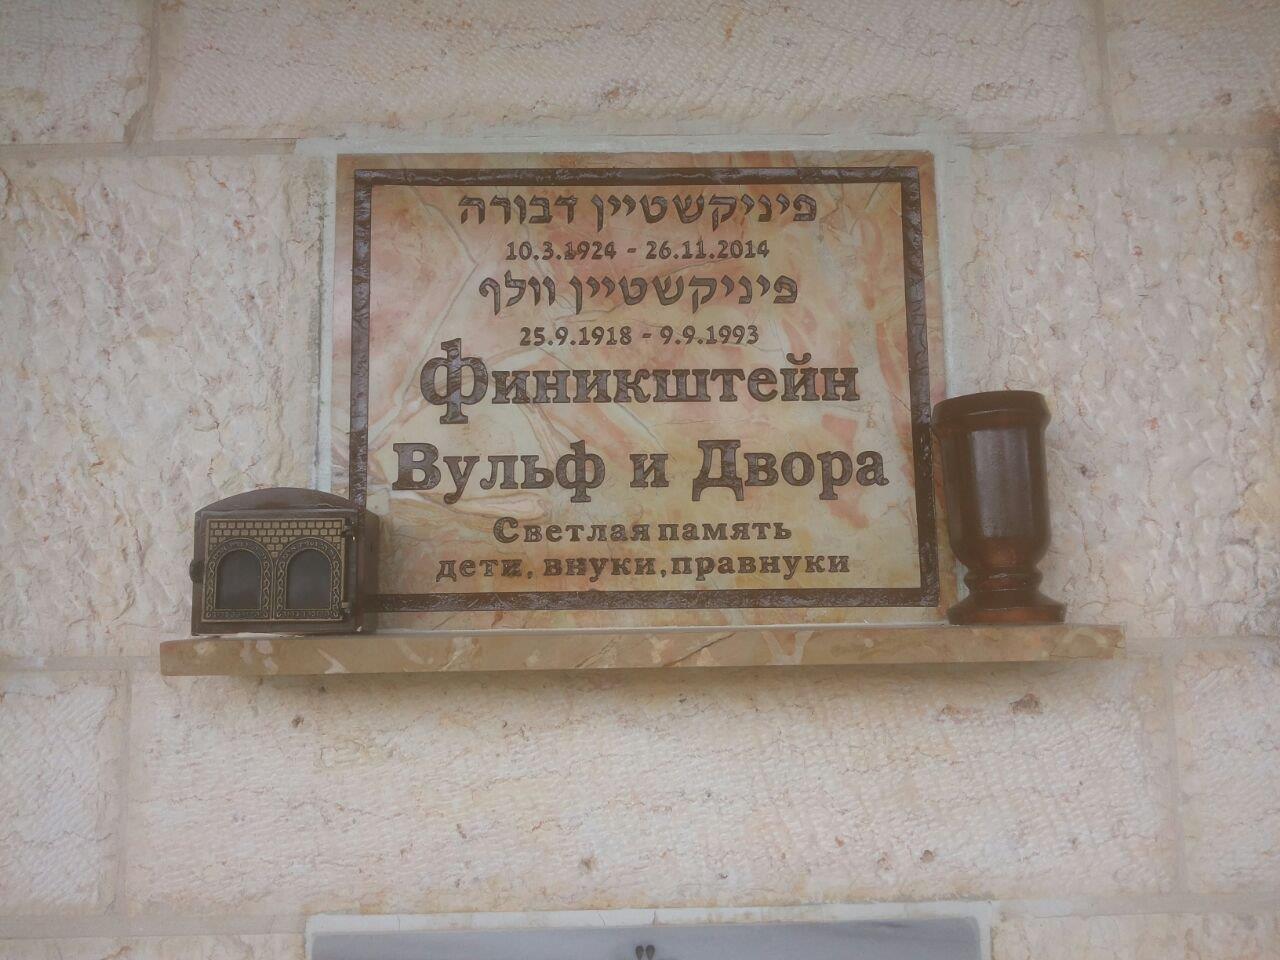 פיניקשטיין דבורה
10.3.1924 - 26.11.2014
פיניקשטיין וולף
25.9.1918 - 9.9.1993
Финикштейн
Вульф и Двора
Светлая память
дети, внуки, правнуки